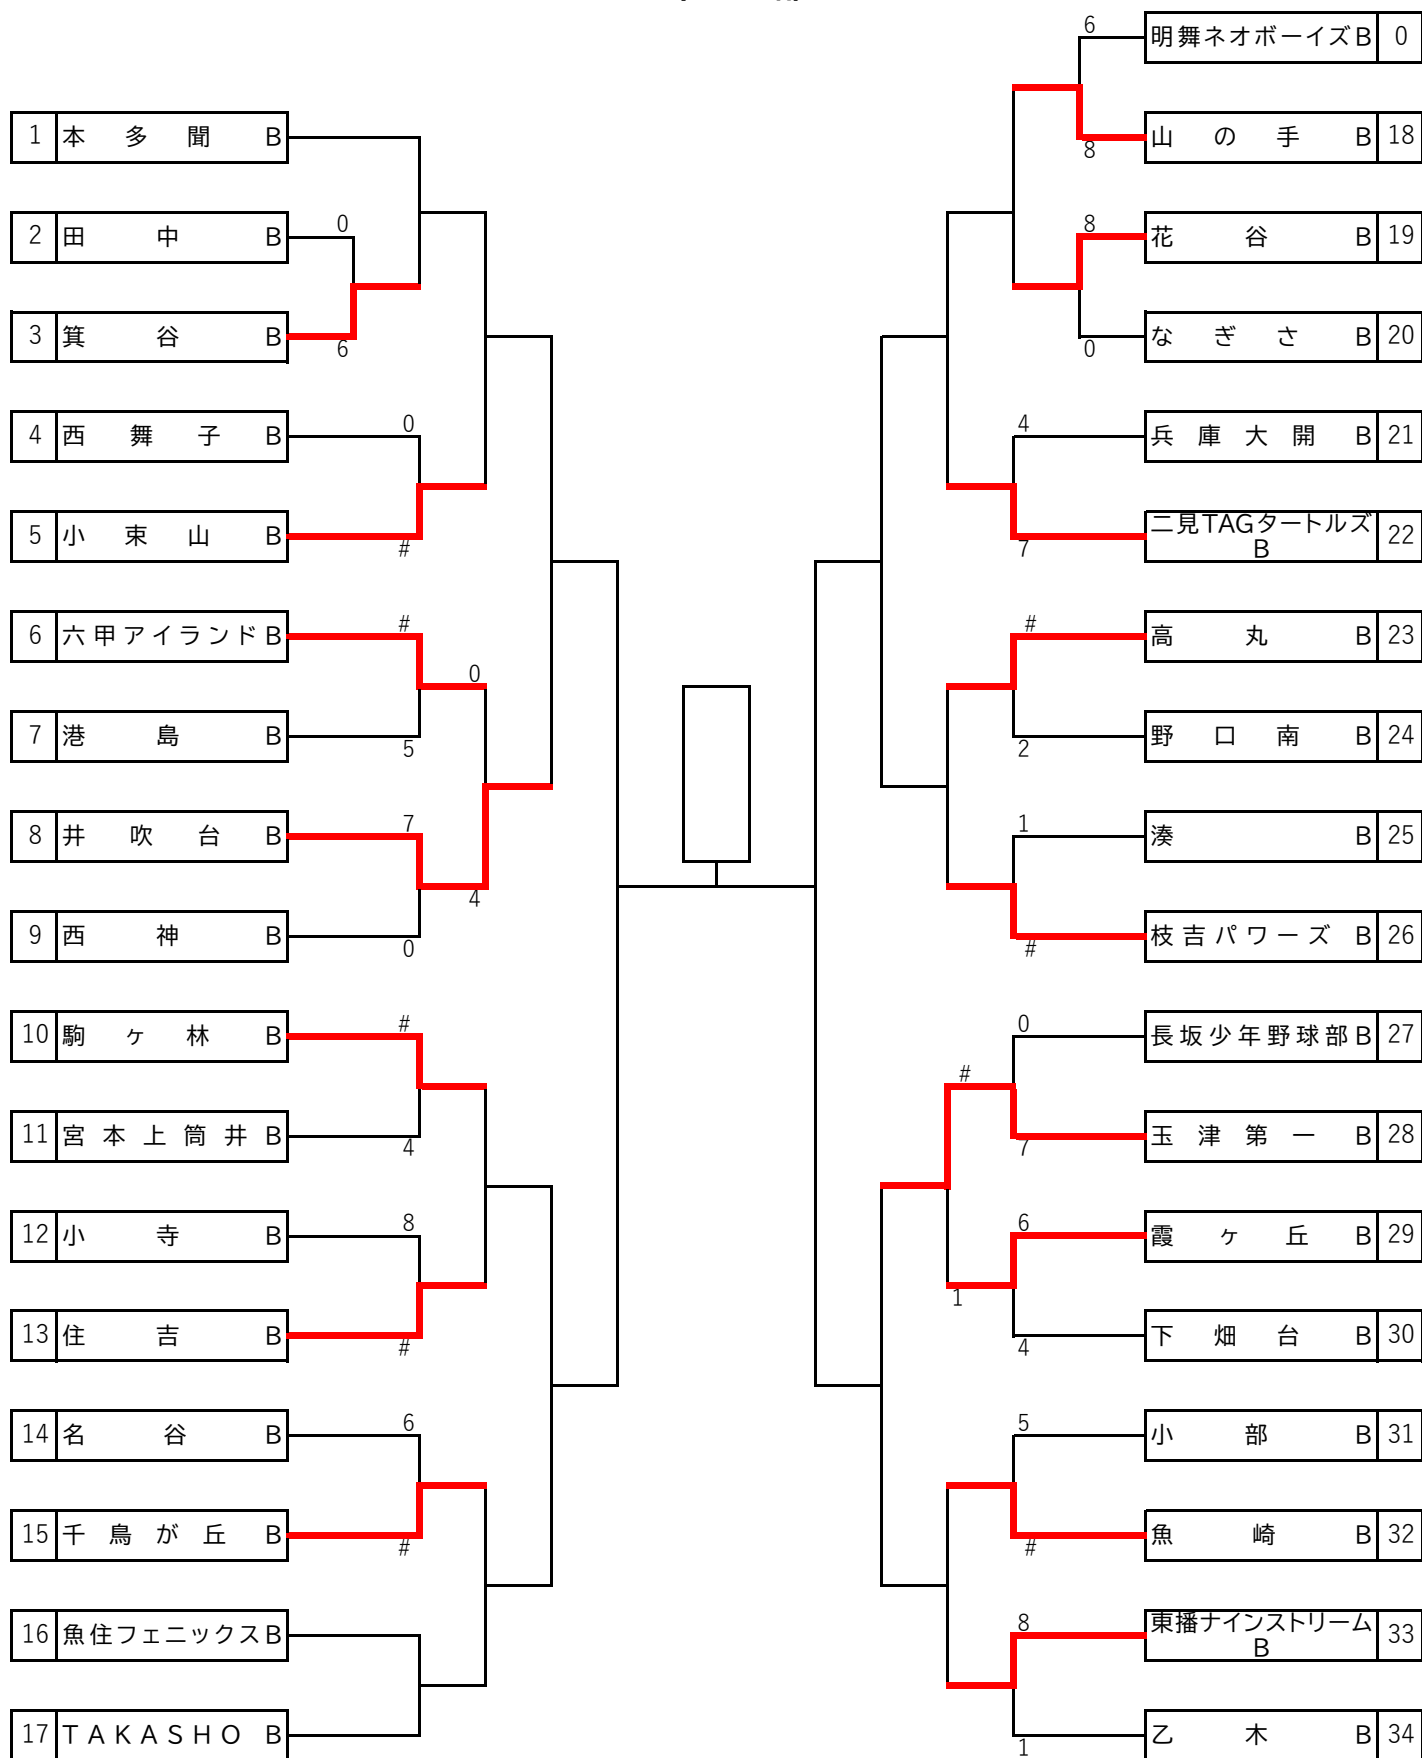 6
明舞ネオボーイズB 0
1 本多聞 B
8
山の手 B 18
2 田中 B
0
8
花谷 B 19
3 箕谷 B
6
0
なぎさ B 20
4 西舞子 B
0
4
兵庫大開 B 21
5 小束山 B
#
7
二見TAGタートルズ
B
22
6 六甲アイランド B
#
0
#
高丸 B 23
7 港島 B
5
2
野口南 B 24
8 井吹台 B
7
4
1
湊 B 25
9 西神 B
0
#
枝吉パワーズ B 26
10 駒ヶ林 B
#
0
長坂少年野球部 B 27
#
11 宮本上筒井 B
4
7
玉津第一 B 28
12 小寺 B
8
6
霞ヶ丘 B 29
1
13 住吉 B
#
4
下畑台 B 30
14 名谷 B
6
5
小部 B 31
15 千鳥が丘 B
#
#
魚崎 B 32
16 魚住フェニックス B
8
東播ナインストリーム
B
33
17 TAKASHO B
1
乙木 B 34